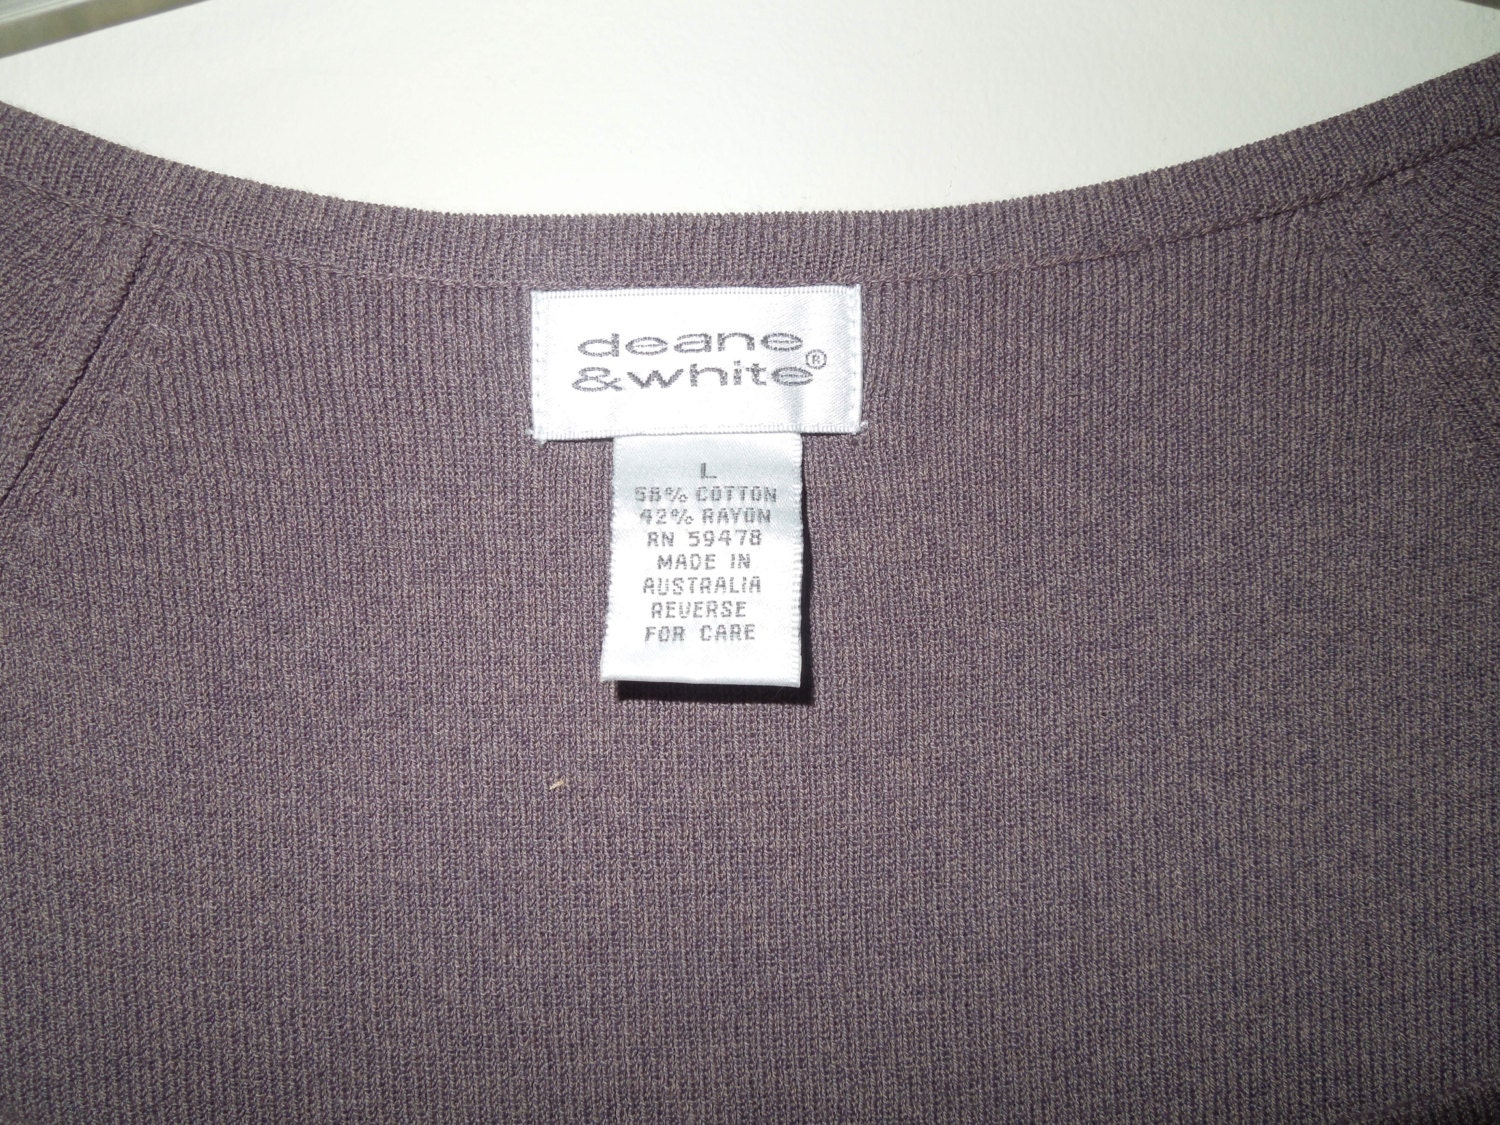 deane
&white®
L
58% COTTON
42% RAYON
RN 59478
MADE IN
AUSTRALIA
REVERSE
FOR CARE